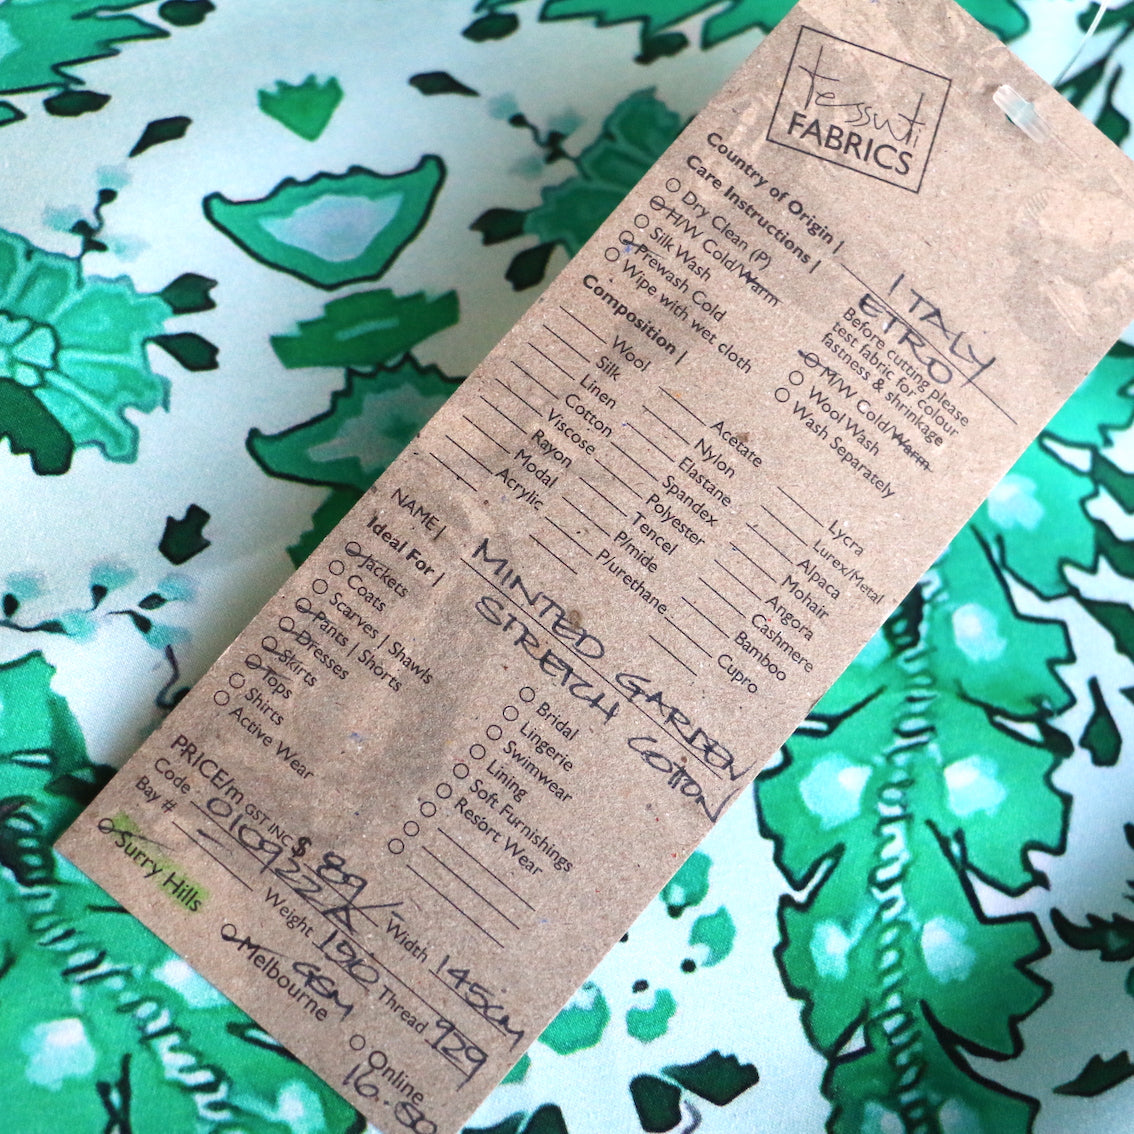 Tessuti
FABRICS
Country of Origin | ITALY
ETRO
Care Instructions |
Before cutting please
test fabric for colour
fastness & shrinkage
Dry Clean (P)
H/W Cold/Warm
Silk Wash
Prewash Cold
Wipe with wet cloth
M/W Cold/Warm
Wool Wash
Wash Separately
Composition |
Wool
Silk
Linen
Cotton
Viscose
Rayon
Modal
Acrylic
Acetate
Nylon
Elastane
Spandex
Polyester
Tencel
P/mide
P/urethane
Lycra
Lurex/Metal
Alpaca
Mohair
Angora
Cashmere
Bamboo
Cupro
NAME | MINTED GARDEN
STRETCH COTTON
Ideal For |
Jackets
Coats
Scarves | Shawls
Pants | Shorts
Dresses
Skirts
Tops
Shirts
Active Wear
Bridal
Lingerie
Swimwear
Lining
Soft Furnishings
Resort Wear
PRICE/m GST INC $ 89/ Width 145cm
Code 010922A Weight 190 GSM Thread 929
Bay #
Surry Hills
Melbourne
Online
16.80